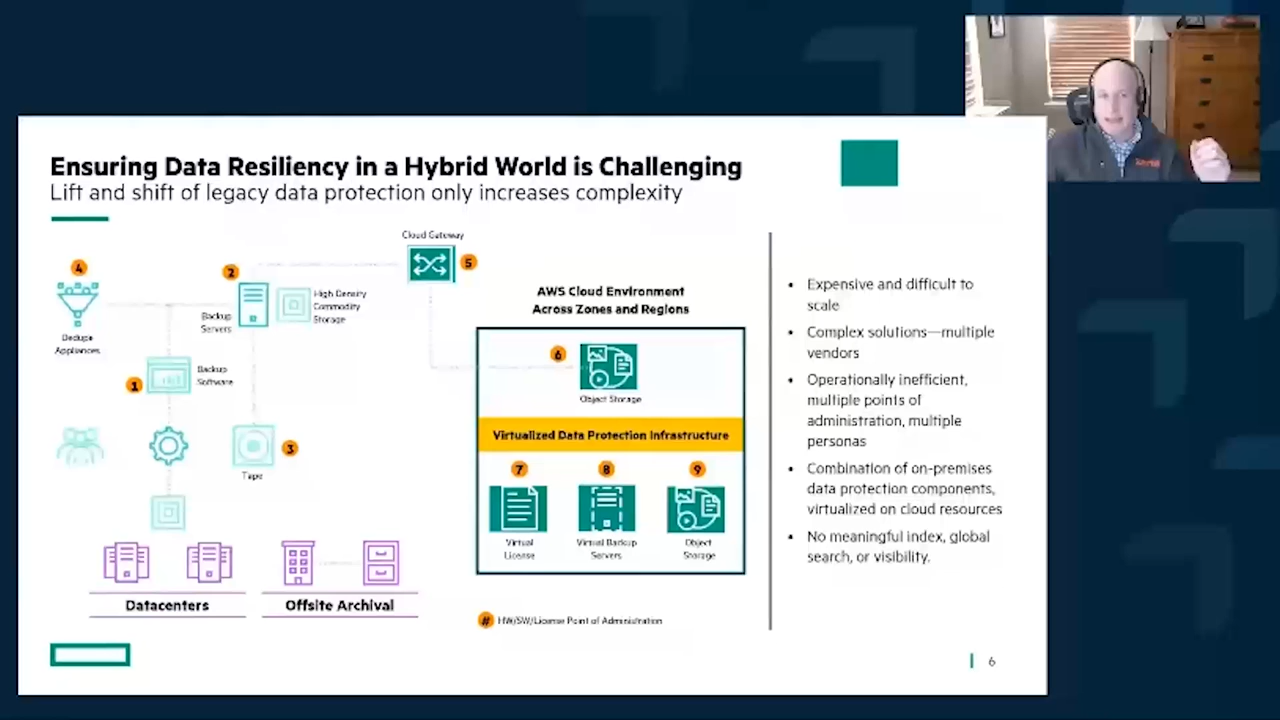 Ensuring Data Resiliency in a Hybrid World is Challenging
Lift and shift of legacy data protection only increases complexity
Cloud Gateway
4
2
5
High Density
Commodity
Storage
Backup
Servers
Dedupe
Appliances
1
Backup
Software
3
Tape
Datacenters
Offsite Archival
AWS Cloud Environment
Across Zones and Regions
6
Object Storage
Virtualized Data Protection Infrastructure
7
8
9
Virtual
License
Virtual Backup
Servers
Object
Storage
# HW/SW/License Point of Administration
• Expensive and difficult to
scale
• Complex solutions—multiple
vendors
• Operationally inefficient,
multiple points of
administration, multiple
personas
• Combination of on-premises
data protection components,
virtualized on cloud resources
• No meaningful index, global
search, or visibility.
6